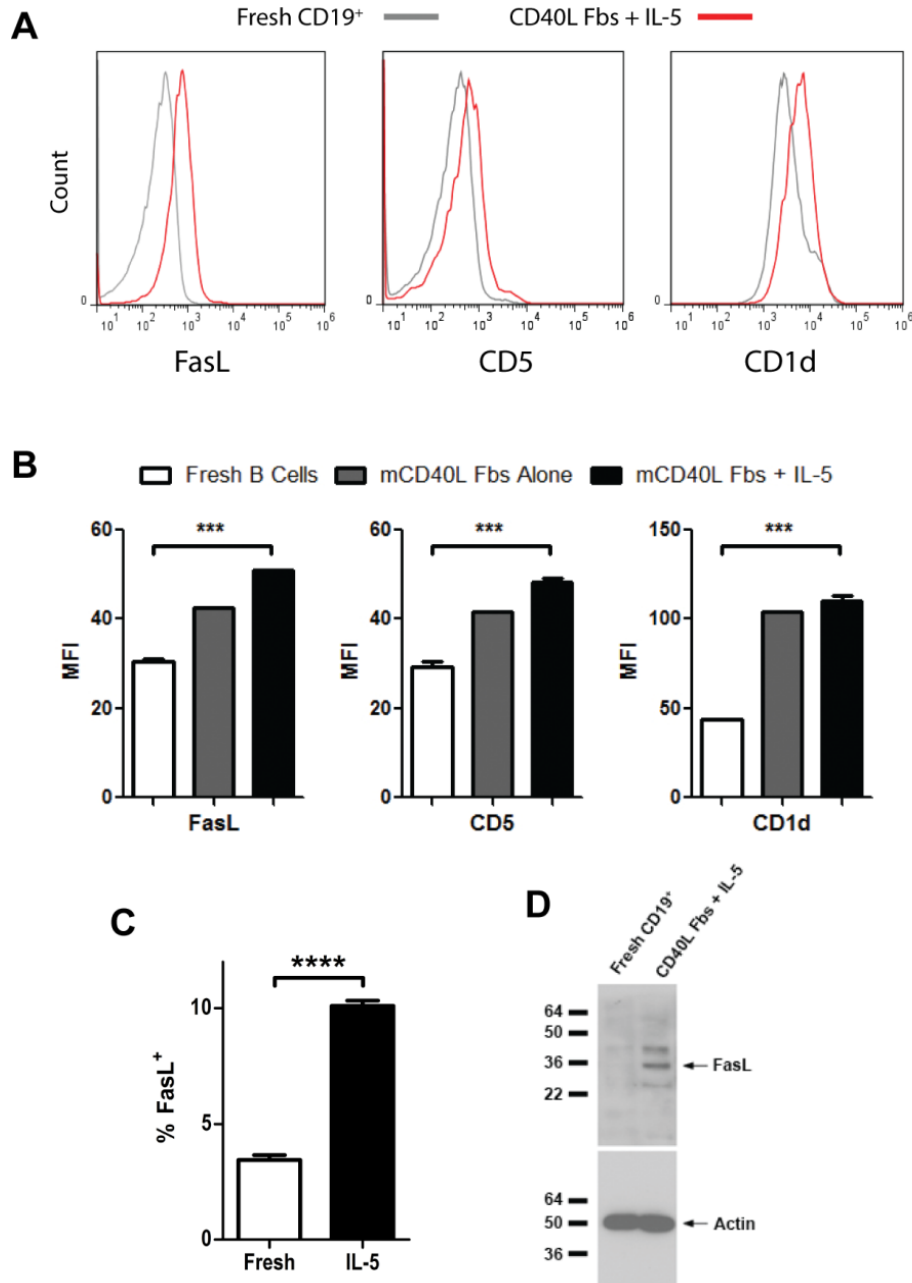 A
Fresh CD19⁺
CD40L Fbs + IL-5
Count
0
10¹ 10² 10³ 10⁴ 10⁵ 10⁶
FasL
0
10¹ 10² 10³ 10⁴ 10⁵ 10⁶
CD5
0
10¹ 10² 10³ 10⁴ 10⁵ 10⁶
CD1d
B
Fresh B Cells
mCD40L Fbs Alone
mCD40L Fbs + IL-5
MFI
60
40
20
0
***
FasL
MFI
60
40
20
0
***
CD5
MFI
150
100
50
0
***
CD1d
C
% FasL⁺
10
5
0
****
Fresh
IL-5
D
Fresh CD19⁺
CD40L Fbs + IL-5
64
50
36
22
FasL
64
50
36
Actin